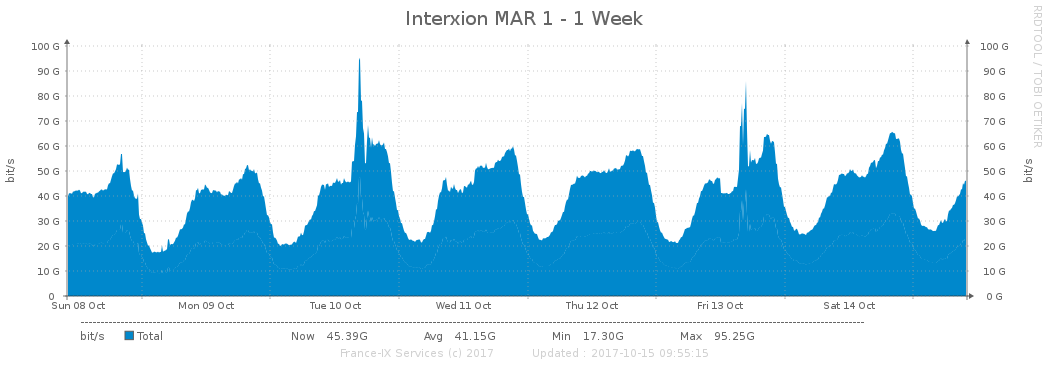 Interxion MAR 1 - 1 Week
RRDTOOL / TOBI OETIKER
bit/s
bit/s
100 G 100 G
90 G 90 G
80 G 80 G
70 G 70 G
60 G 60 G
50 G 50 G
40 G 40 G
30 G 30 G
20 G 20 G
10 G 10 G
0 0 G
Sun 08 Oct Mon 09 Oct Tue 10 Oct Wed 11 Oct Thu 12 Oct Fri 13 Oct Sat 14 Oct
bit/s Total Now 45.39G Avg 41.15G Min 17.30G Max 95.25G
France-IX Services (c) 2017 Updated : 2017-10-15 09:55:15